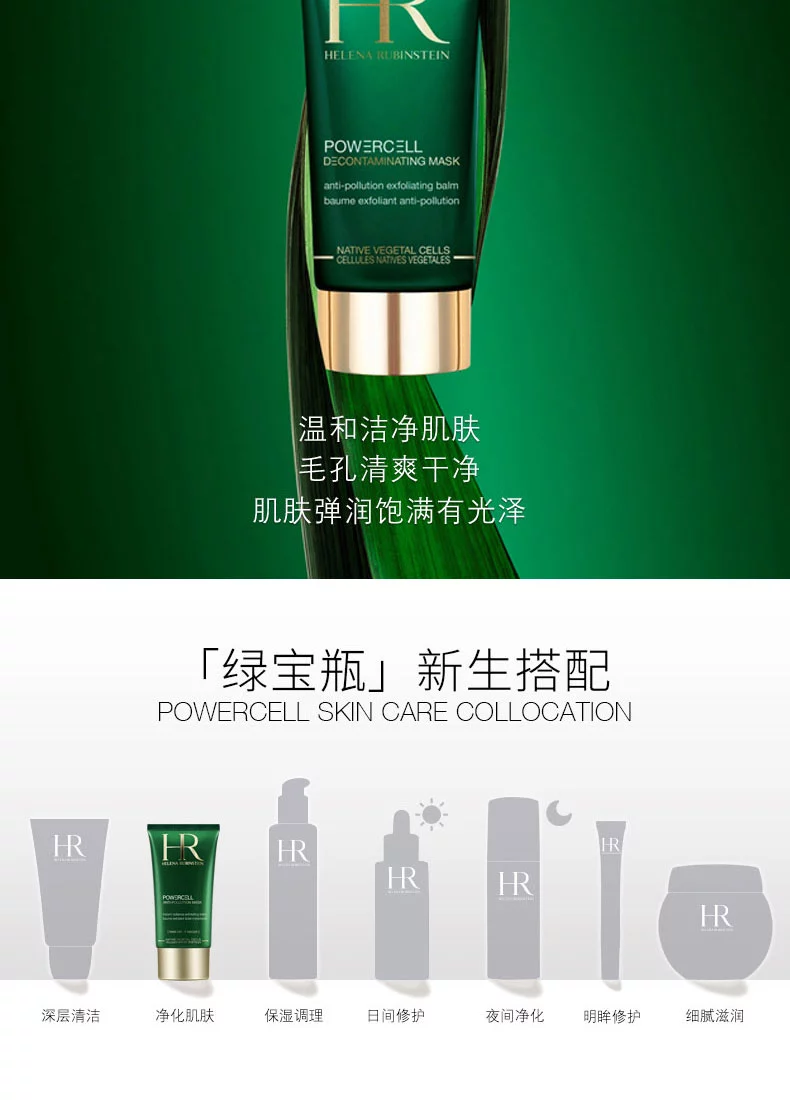 HR
HELENA RUBINSTEIN
POWERCELL
DECONTAMINATING MASK
anti-pollution exfoliating balm
baume exfoliant anti-pollution
NATIVE VEGETAL CELLS
CELLULES NATIVES VEGETALES
温和洁净肌肤
毛孔清爽干净
肌肤弹润饱满有光泽
「绿宝瓶」新生搭配
POWERCELL SKIN CARE COLLOCATION
HR
HR
HELENA RUBINSTEIN
POWERCELL
HR
HR
HR
HR
HR
深层清洁
净化肌肤
保湿调理
日间修护
夜间净化
明眸修护
细腻滋润